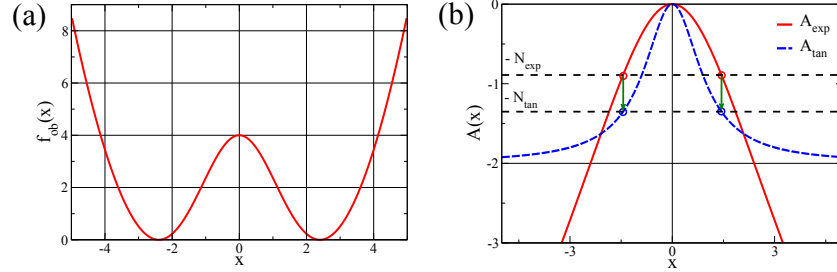 (a)
8
6
4
2
0
-4
-2
0
2
4
x
f_ob(x)
(b)
0
-1
-2
-3
-3
0
3
x
A(x)
- N_exp
- N_tan
A_exp
A_tan